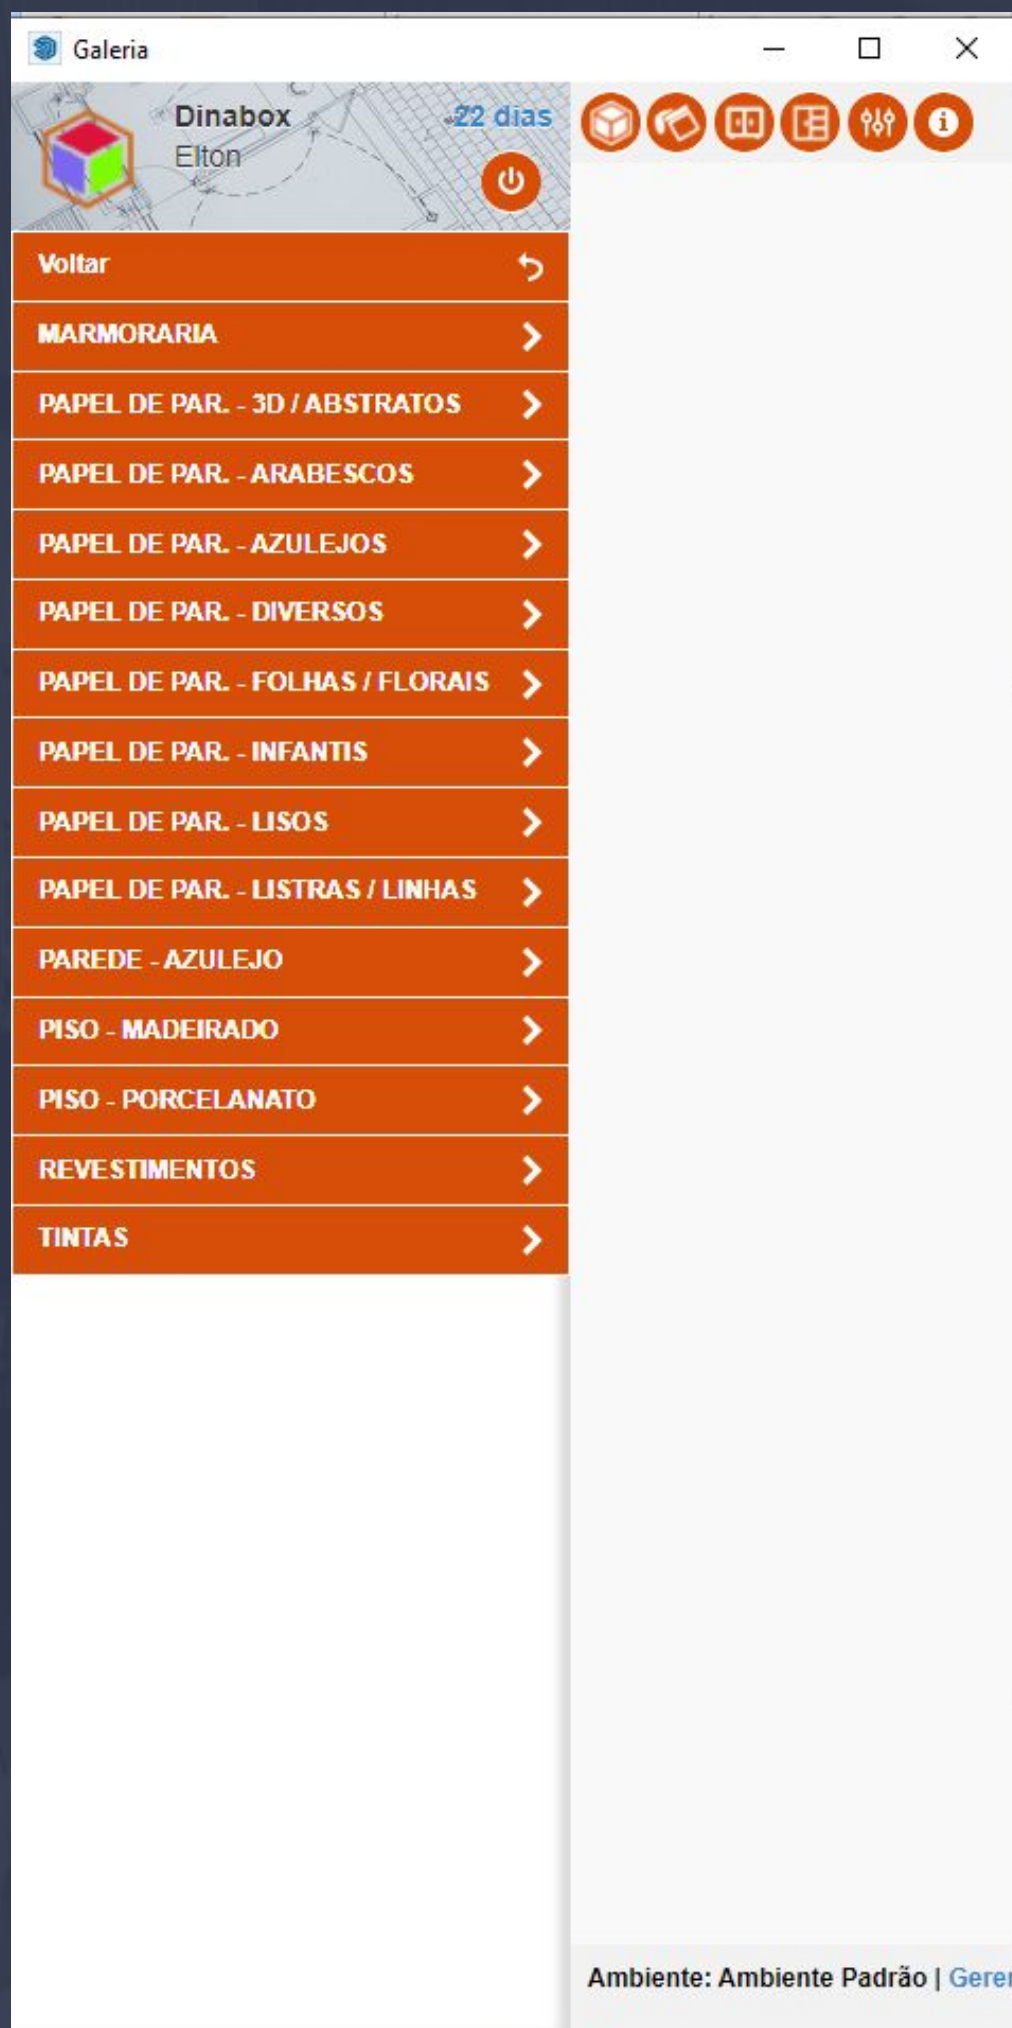 Galeria
Dinabox
22 dias
Elton
Voltar
MARMORARIA
PAPEL DE PAR. - 3D / ABSTRATOS
PAPEL DE PAR. - ARABESCOS
PAPEL DE PAR. - AZULEJOS
PAPEL DE PAR. - DIVERSOS
PAPEL DE PAR. - FOLHAS / FLORAIS
PAPEL DE PAR. - INFANTIS
PAPEL DE PAR. - LISOS
PAPEL DE PAR. - LISTRAS / LINHAS
PAREDE - AZULEJO
PISO - MADEIRADO
PISO - PORCELANATO
REVESTIMENTOS
TINTAS
Ambiente: Ambiente Padrão |